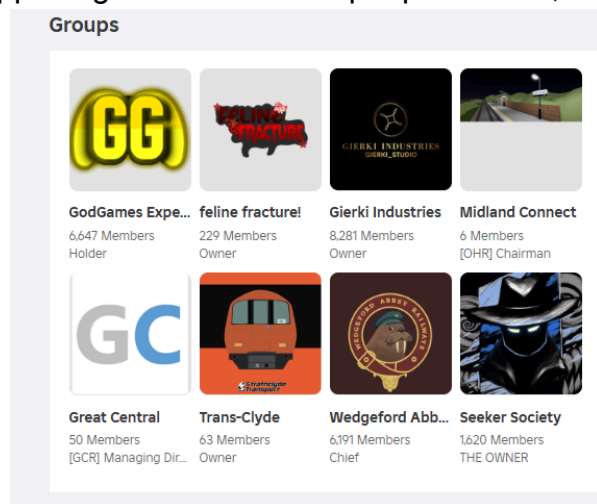 Groups
GG
FELINE
FRACTURE
GIERKI INDUSTRIES
GIERKI_STUDIO
GodGames Expe... feline fracture! Gierki Industries Midland Connect
6,647 Members 229 Members 8,281 Members 6 Members
Holder Owner Owner [OHR] Chairman
GC
Strathclyde
Transport
WEDGEFORD ABBEY RAILWAYS
Great Central Trans-Clyde Wedgeford Abb... Seeker Society
50 Members 63 Members 6,191 Members 1,620 Members
[GCR] Managing Dir... Owner Chief THE OWNER